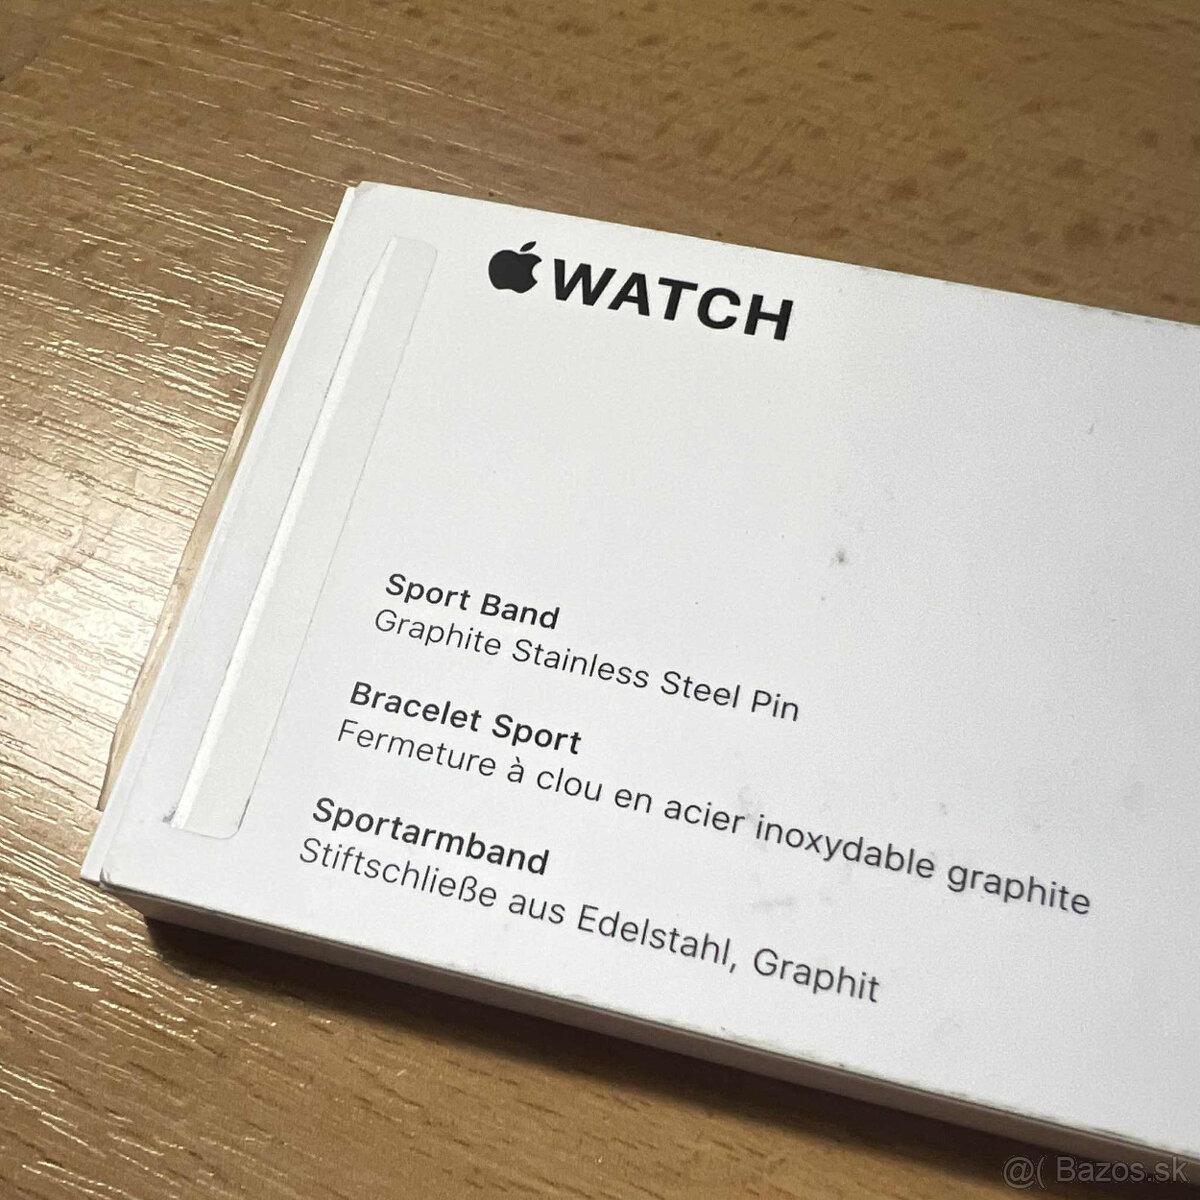 WATCH
Sport Band
Graphite Stainless Steel Pin
Bracelet Sport
Fermeture à clou en acier inoxydable graphite
Sportarmband
Stiftschließe aus Edelstahl, Graphit
@( Bazos.sk